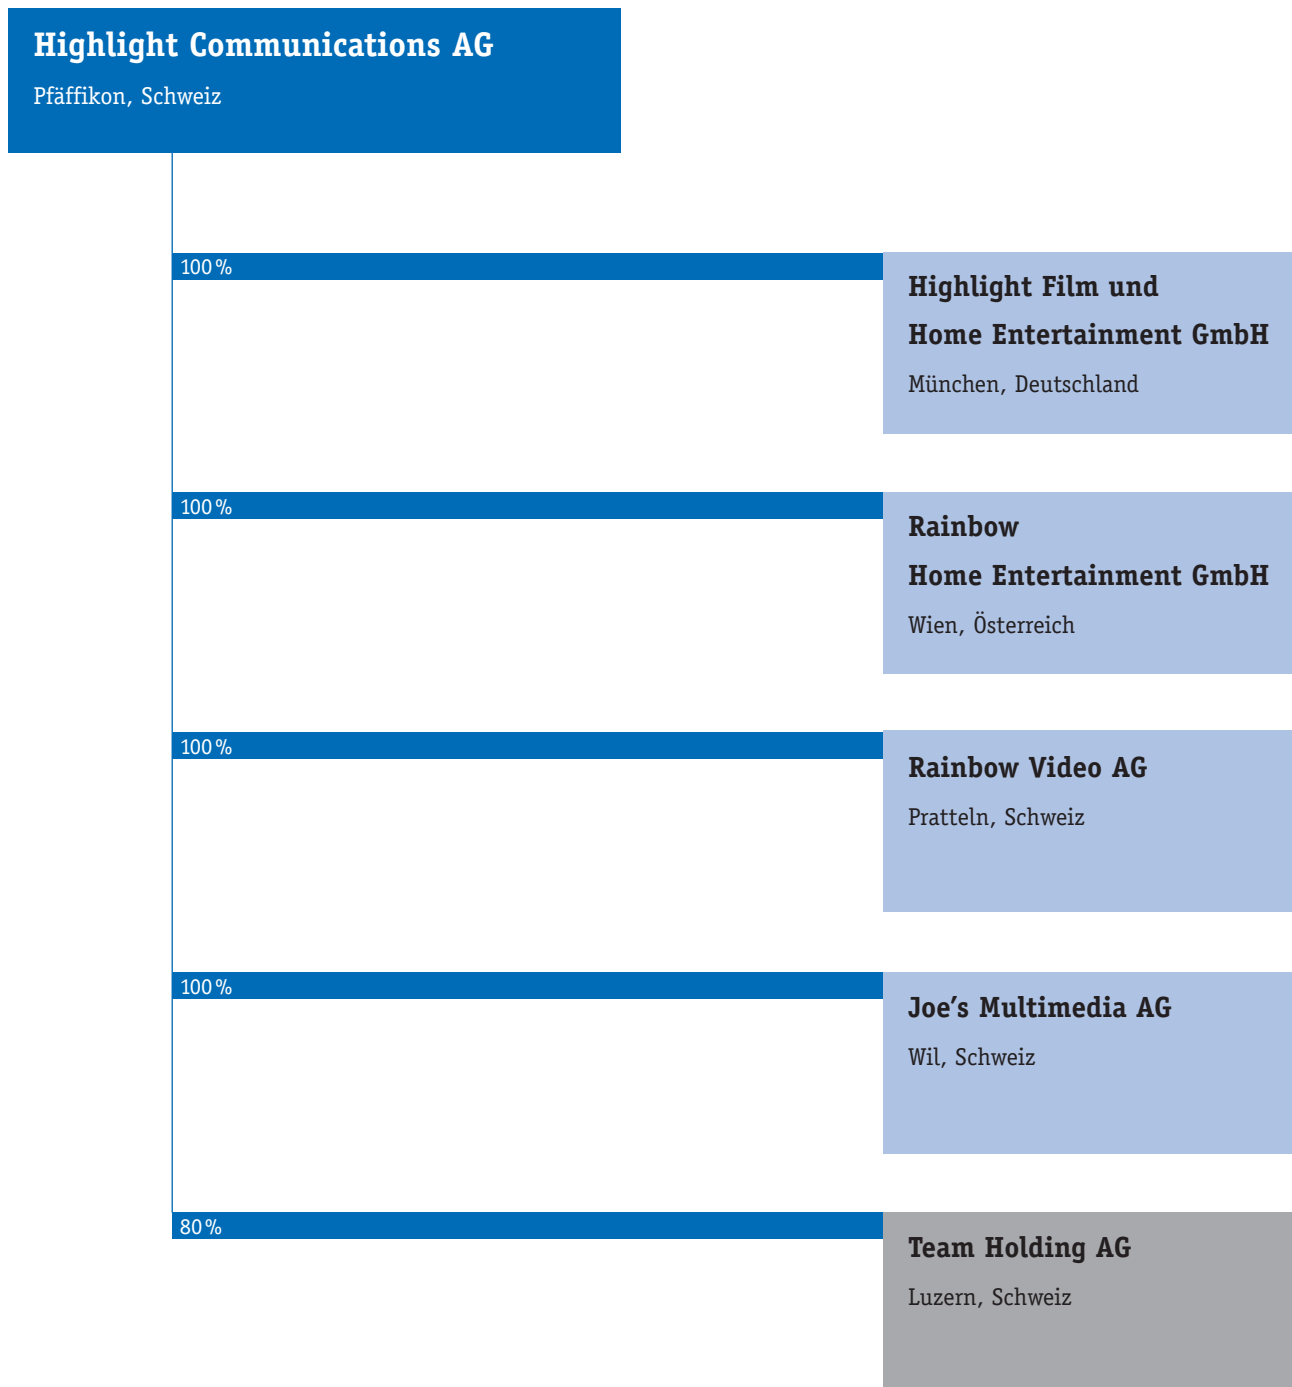 Highlight Communications AG
Pfäffikon, Schweiz
100 %
Highlight Film und
Home Entertainment GmbH
München, Deutschland
100 %
Rainbow
Home Entertainment GmbH
Wien, Österreich
100 %
Rainbow Video AG
Pratteln, Schweiz
100 %
Joe’s Multimedia AG
Wil, Schweiz
80 %
Team Holding AG
Luzern, Schweiz